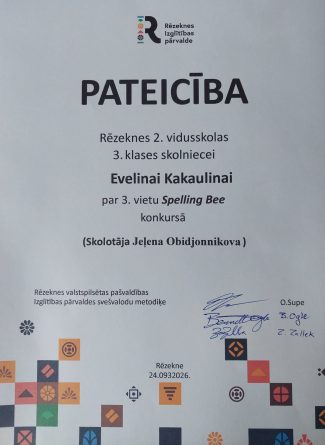 Rēzeknes
Izglītības
pārvalde
PATEICĪBA
Rēzeknes 2. vidusskolas
3. klases skolniecei
Evelinai Kakaulinai
par 3. vietu Spelling Bee
konkursā
(Skolotāja Jeļena Obidjonnikova)
Rēzeknes valstspilsētas pašvaldības
Izglītības pārvaldes svešvalodu metodiķe
O.Supe
B. Ogle
Rēzekne
24.0932026.